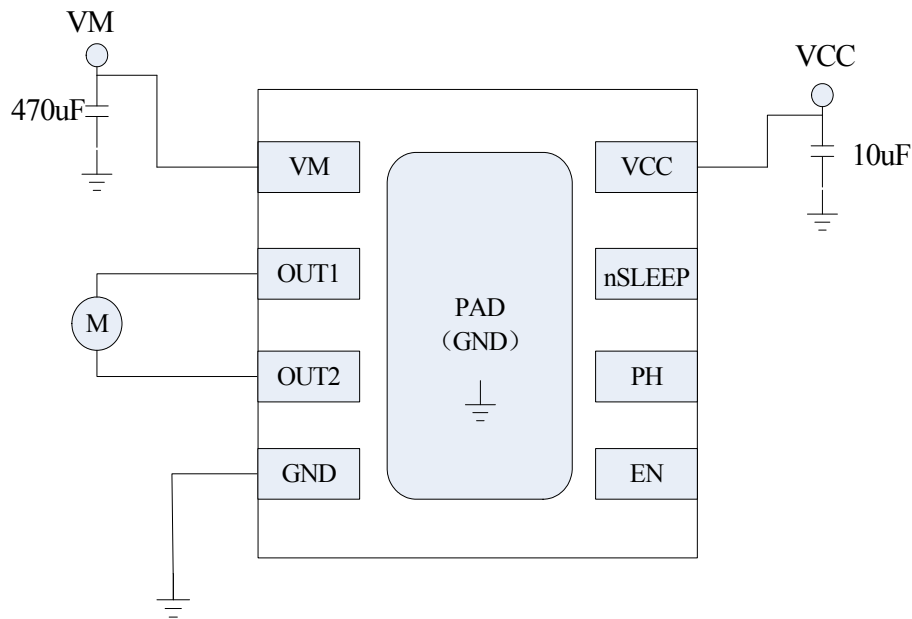 VM
VCC
470uF
10uF
VM
VCC
OUT1
nSLEEP
M
PAD
（GND）
OUT2
PH
GND
EN